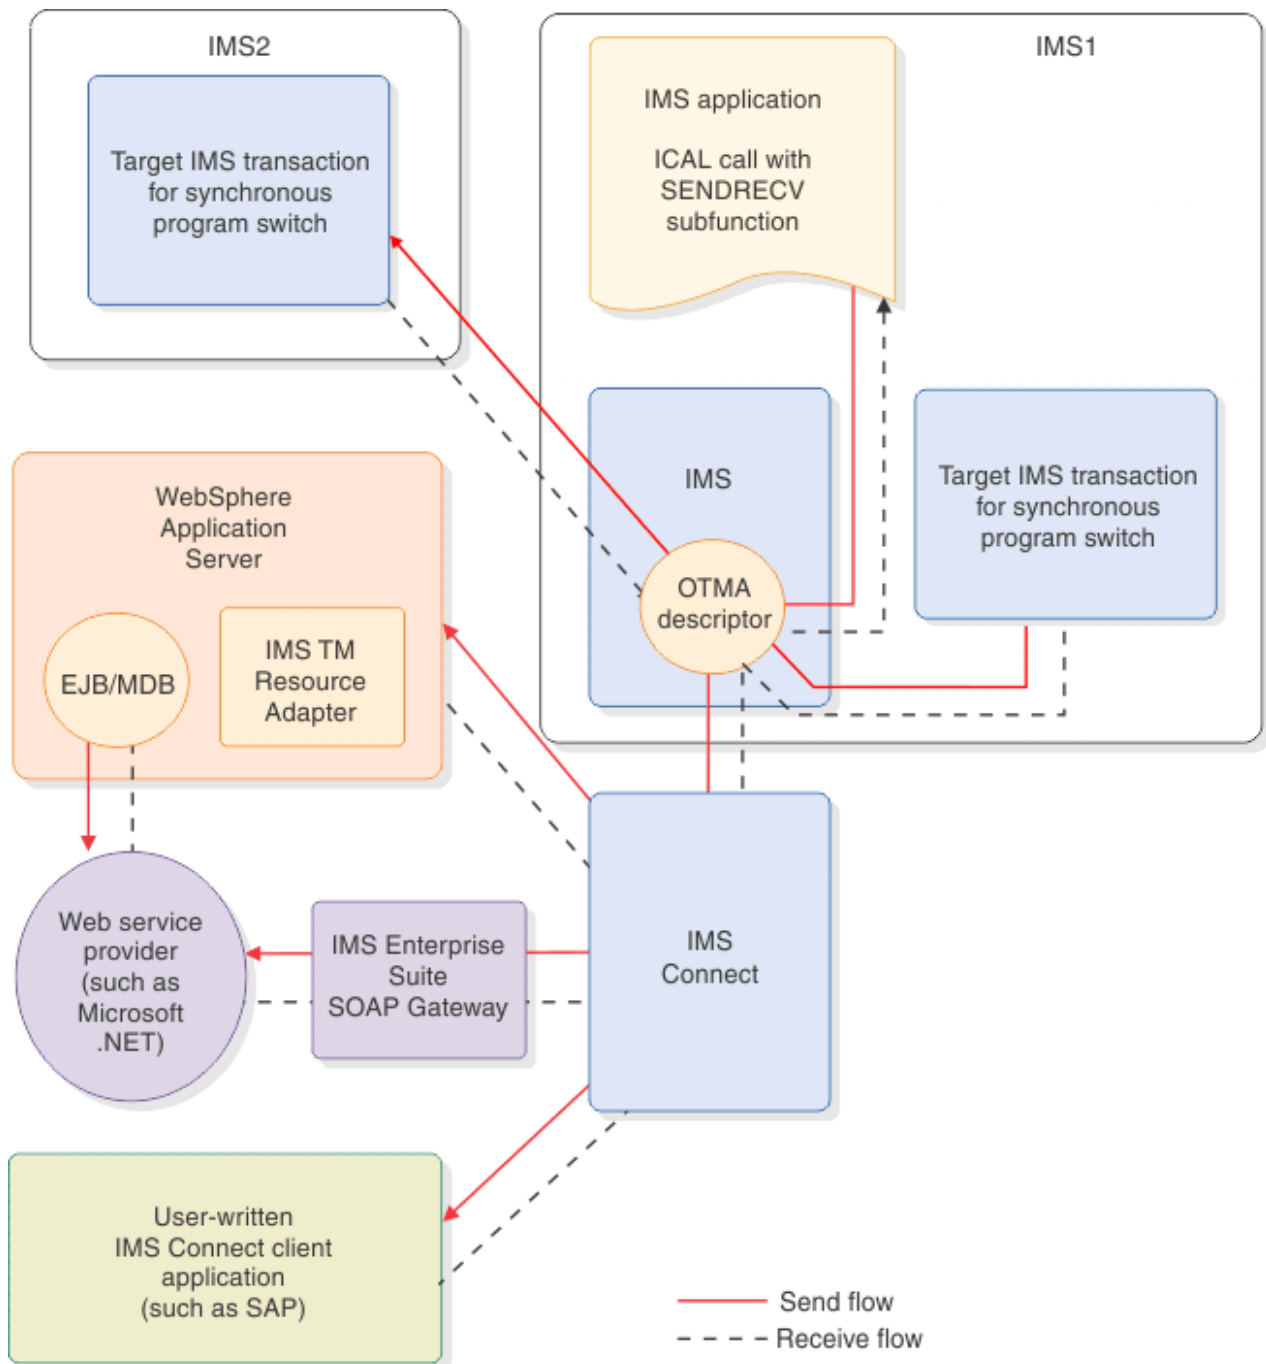 IMS2
Target IMS transaction
for synchronous
program switch
IMS1
IMS application
ICAL call with
SENDRECV
subfunction
IMS
OTMA
descriptor
Target IMS transaction
for synchronous
program switch
WebSphere
Application
Server
EJB/MDB
IMS TM
Resource
Adapter
Web service
provider
(such as
Microsoft
.NET)
IMS Enterprise
Suite
SOAP Gateway
IMS
Connect
User-written
IMS Connect client
application
(such as SAP)
Send flow
Receive flow